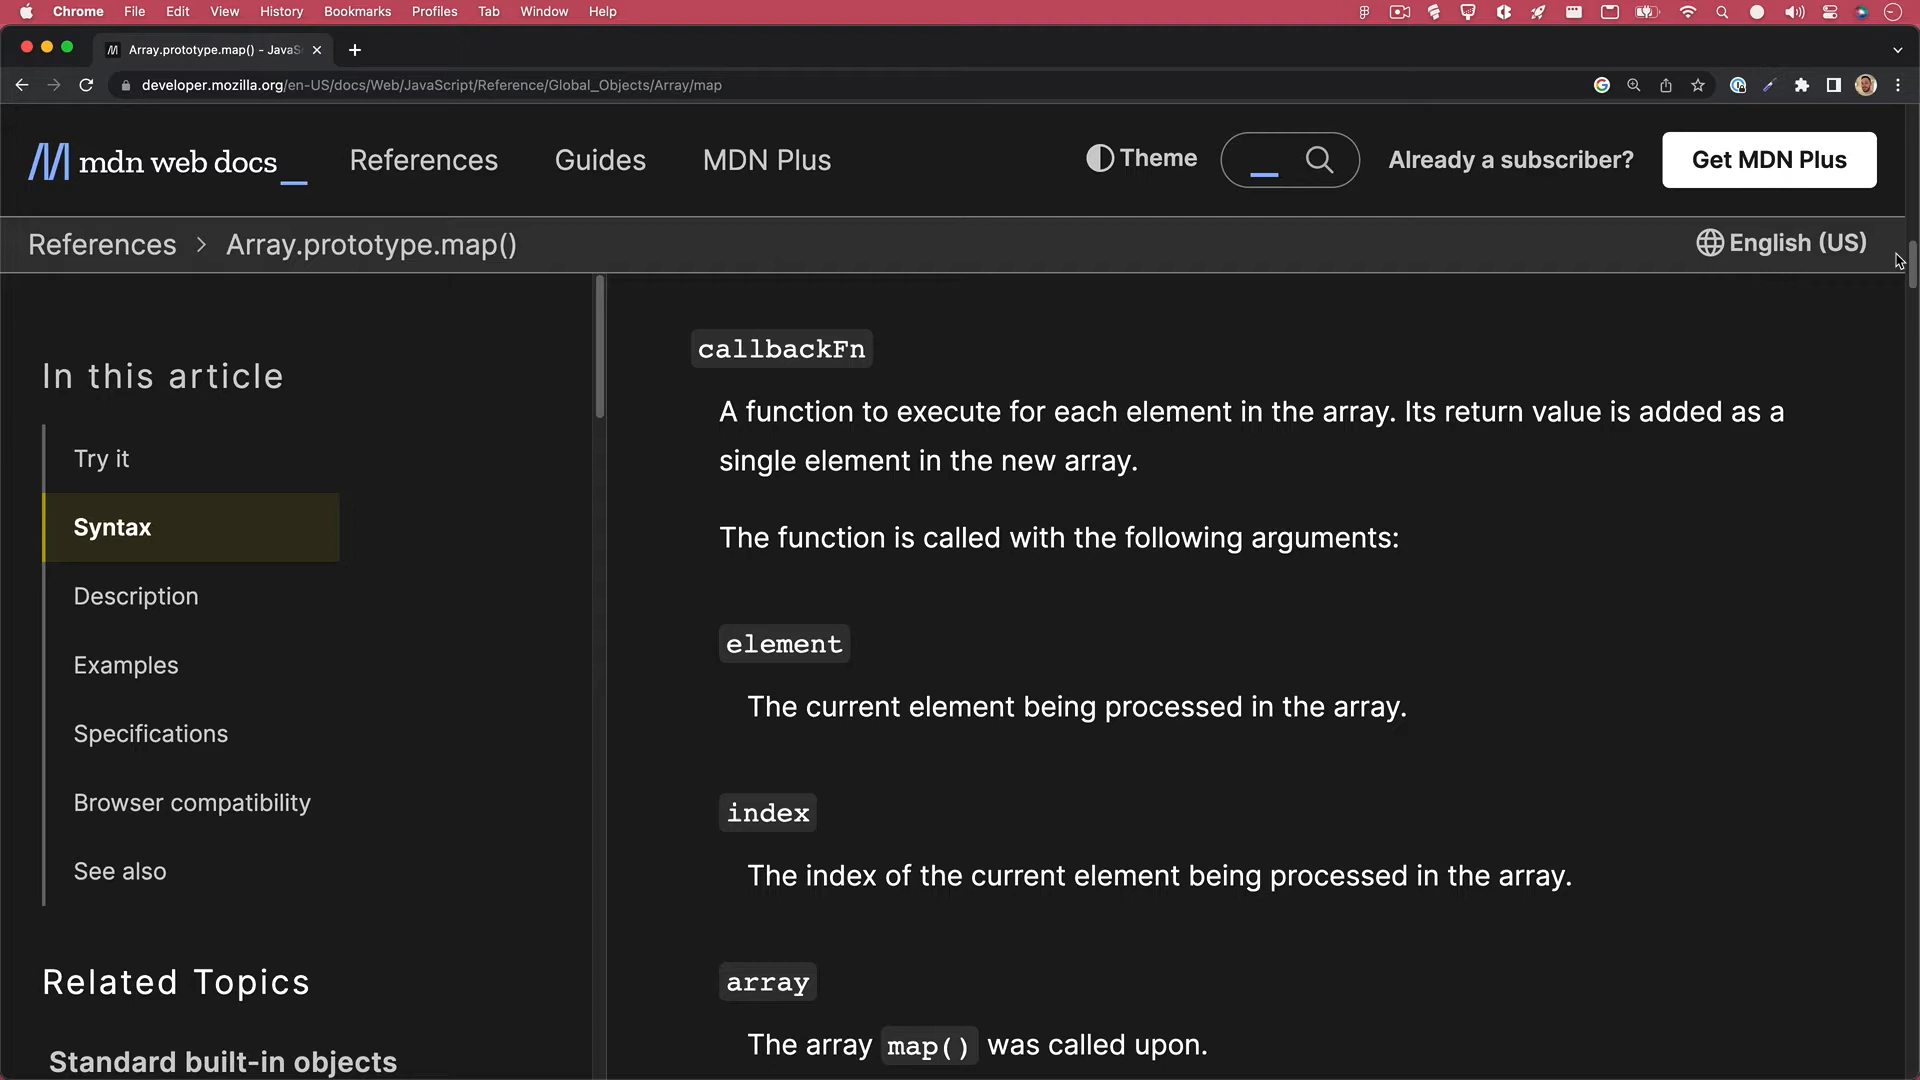 Chrome File Edit View History Bookmarks Profiles Tab Window Help
Array.prototype.map() - JavaS
developer.mozilla.org/en-US/docs/Web/JavaScript/Reference/Global_Objects/Array/map
mdn web docs_ References Guides MDN Plus Theme Already a subscriber? Get MDN Plus
References > Array.prototype.map() English (US)
In this article
Try it
Syntax
Description
Examples
Specifications
Browser compatibility
See also
Related Topics
Standard built-in objects
callbackFn
A function to execute for each element in the array. Its return value is added as a
single element in the new array.
The function is called with the following arguments:
element
The current element being processed in the array.
index
The index of the current element being processed in the array.
array
The array map() was called upon.